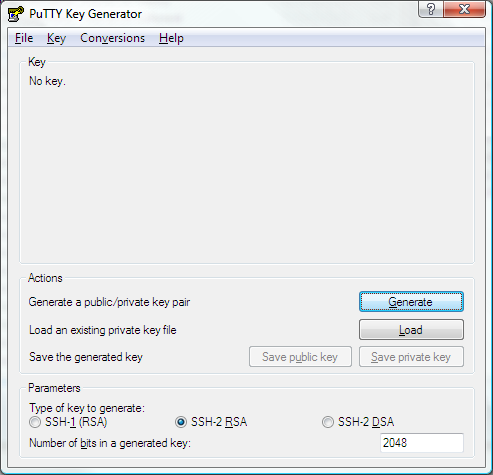 PuTTY Key Generator
?
File Key Conversions Help
Key
No key.
Actions
Generate a public/private key pair Generate
Load an existing private key file Load
Save the generated key Save public key Save private key
Parameters
Type of key to generate:
SSH-1 (RSA) SSH-2 RSA SSH-2 DSA
Number of bits in a generated key: 2048